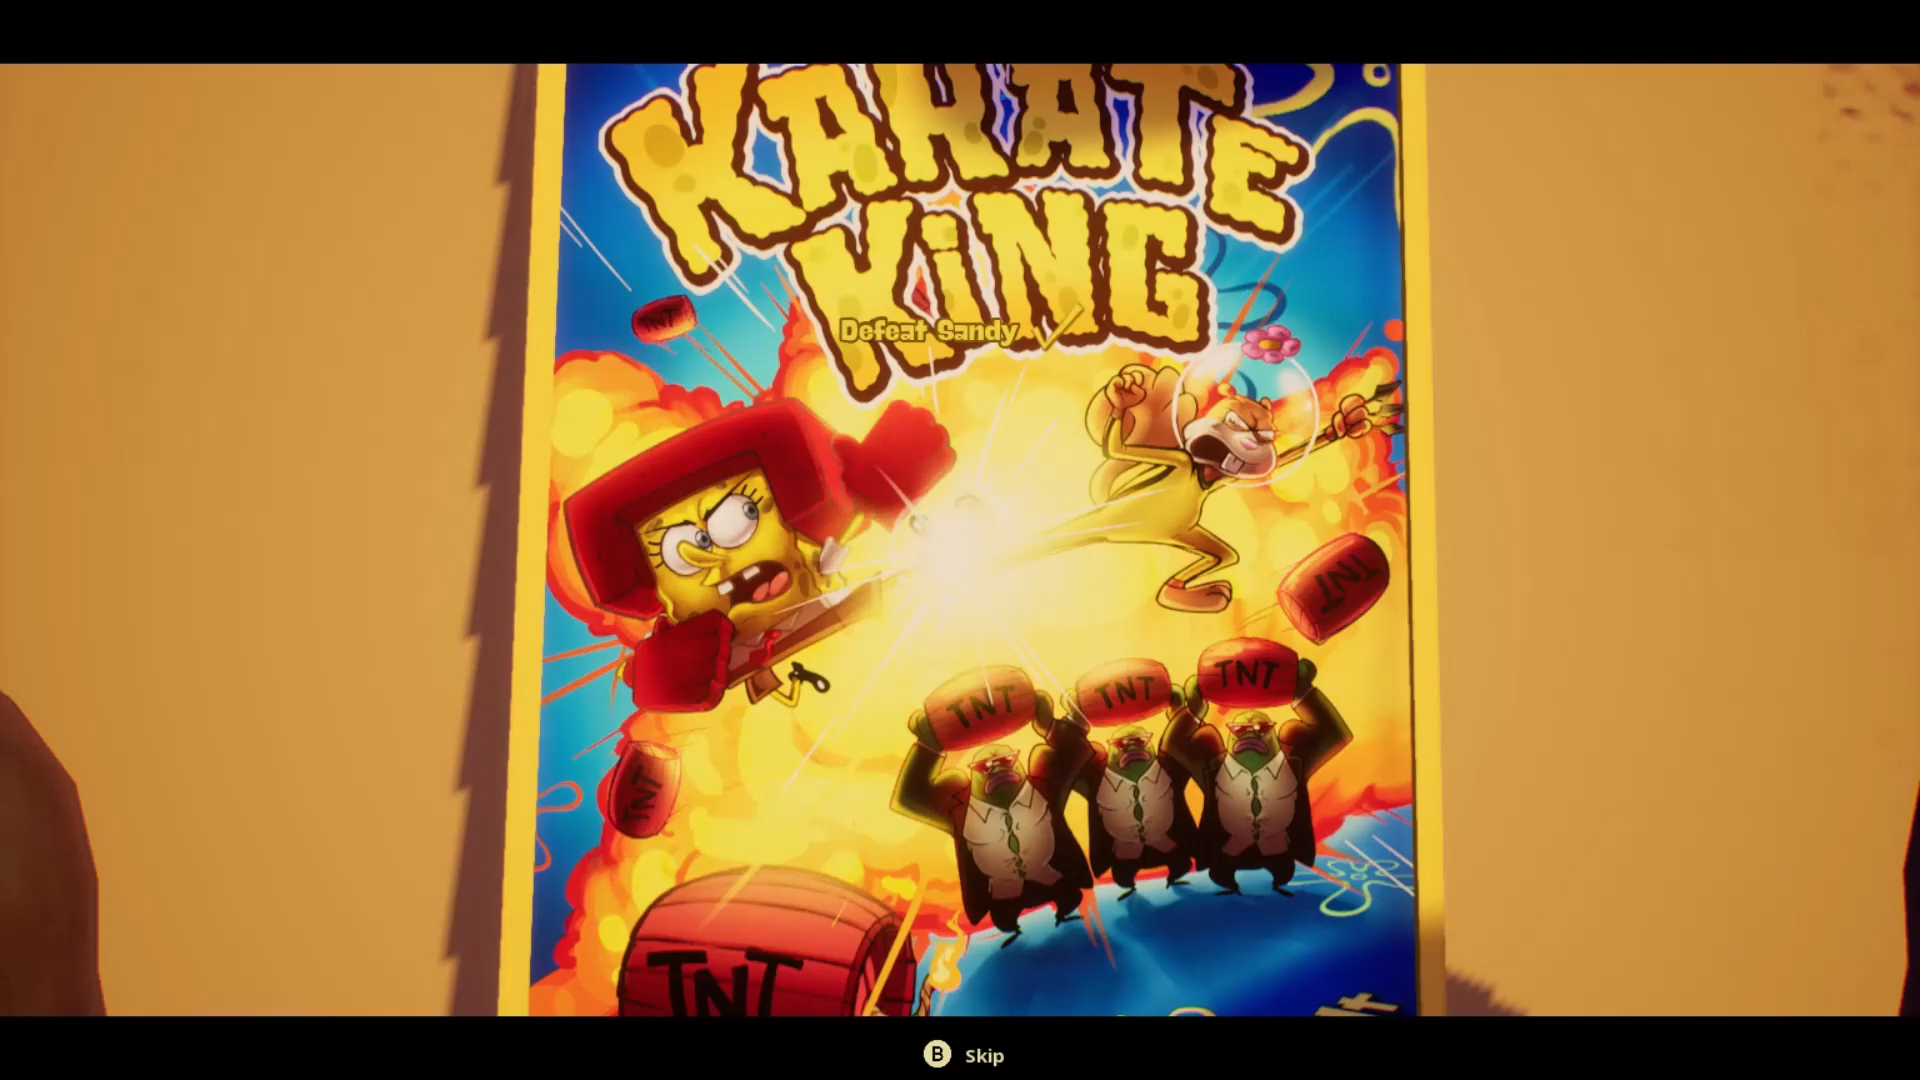 KARATE
KiNG
Defeat Sandy
TNT
TNT
TNT
TNT
TNT
TNT
TNT
B Skip